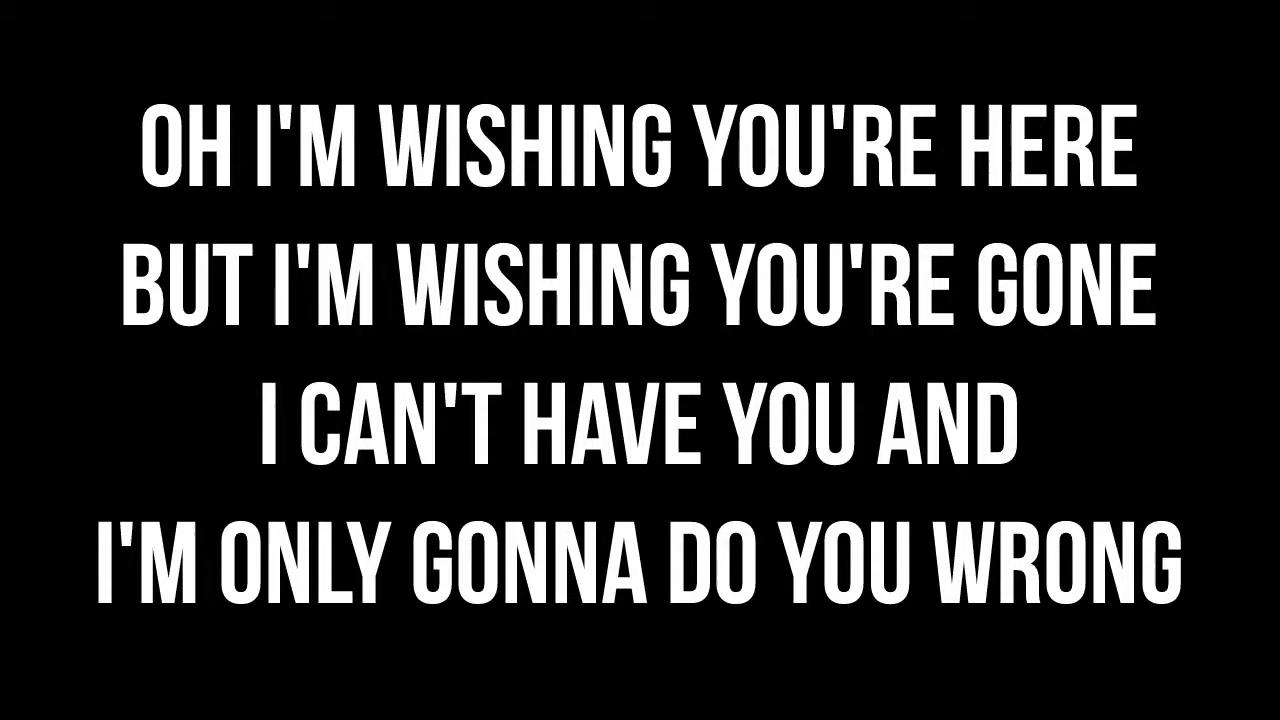 OH I'M WISHING YOU'RE HERE
BUT I'M WISHING YOU'RE GONE
I CAN'T HAVE YOU AND
I'M ONLY GONNA DO YOU WRONG